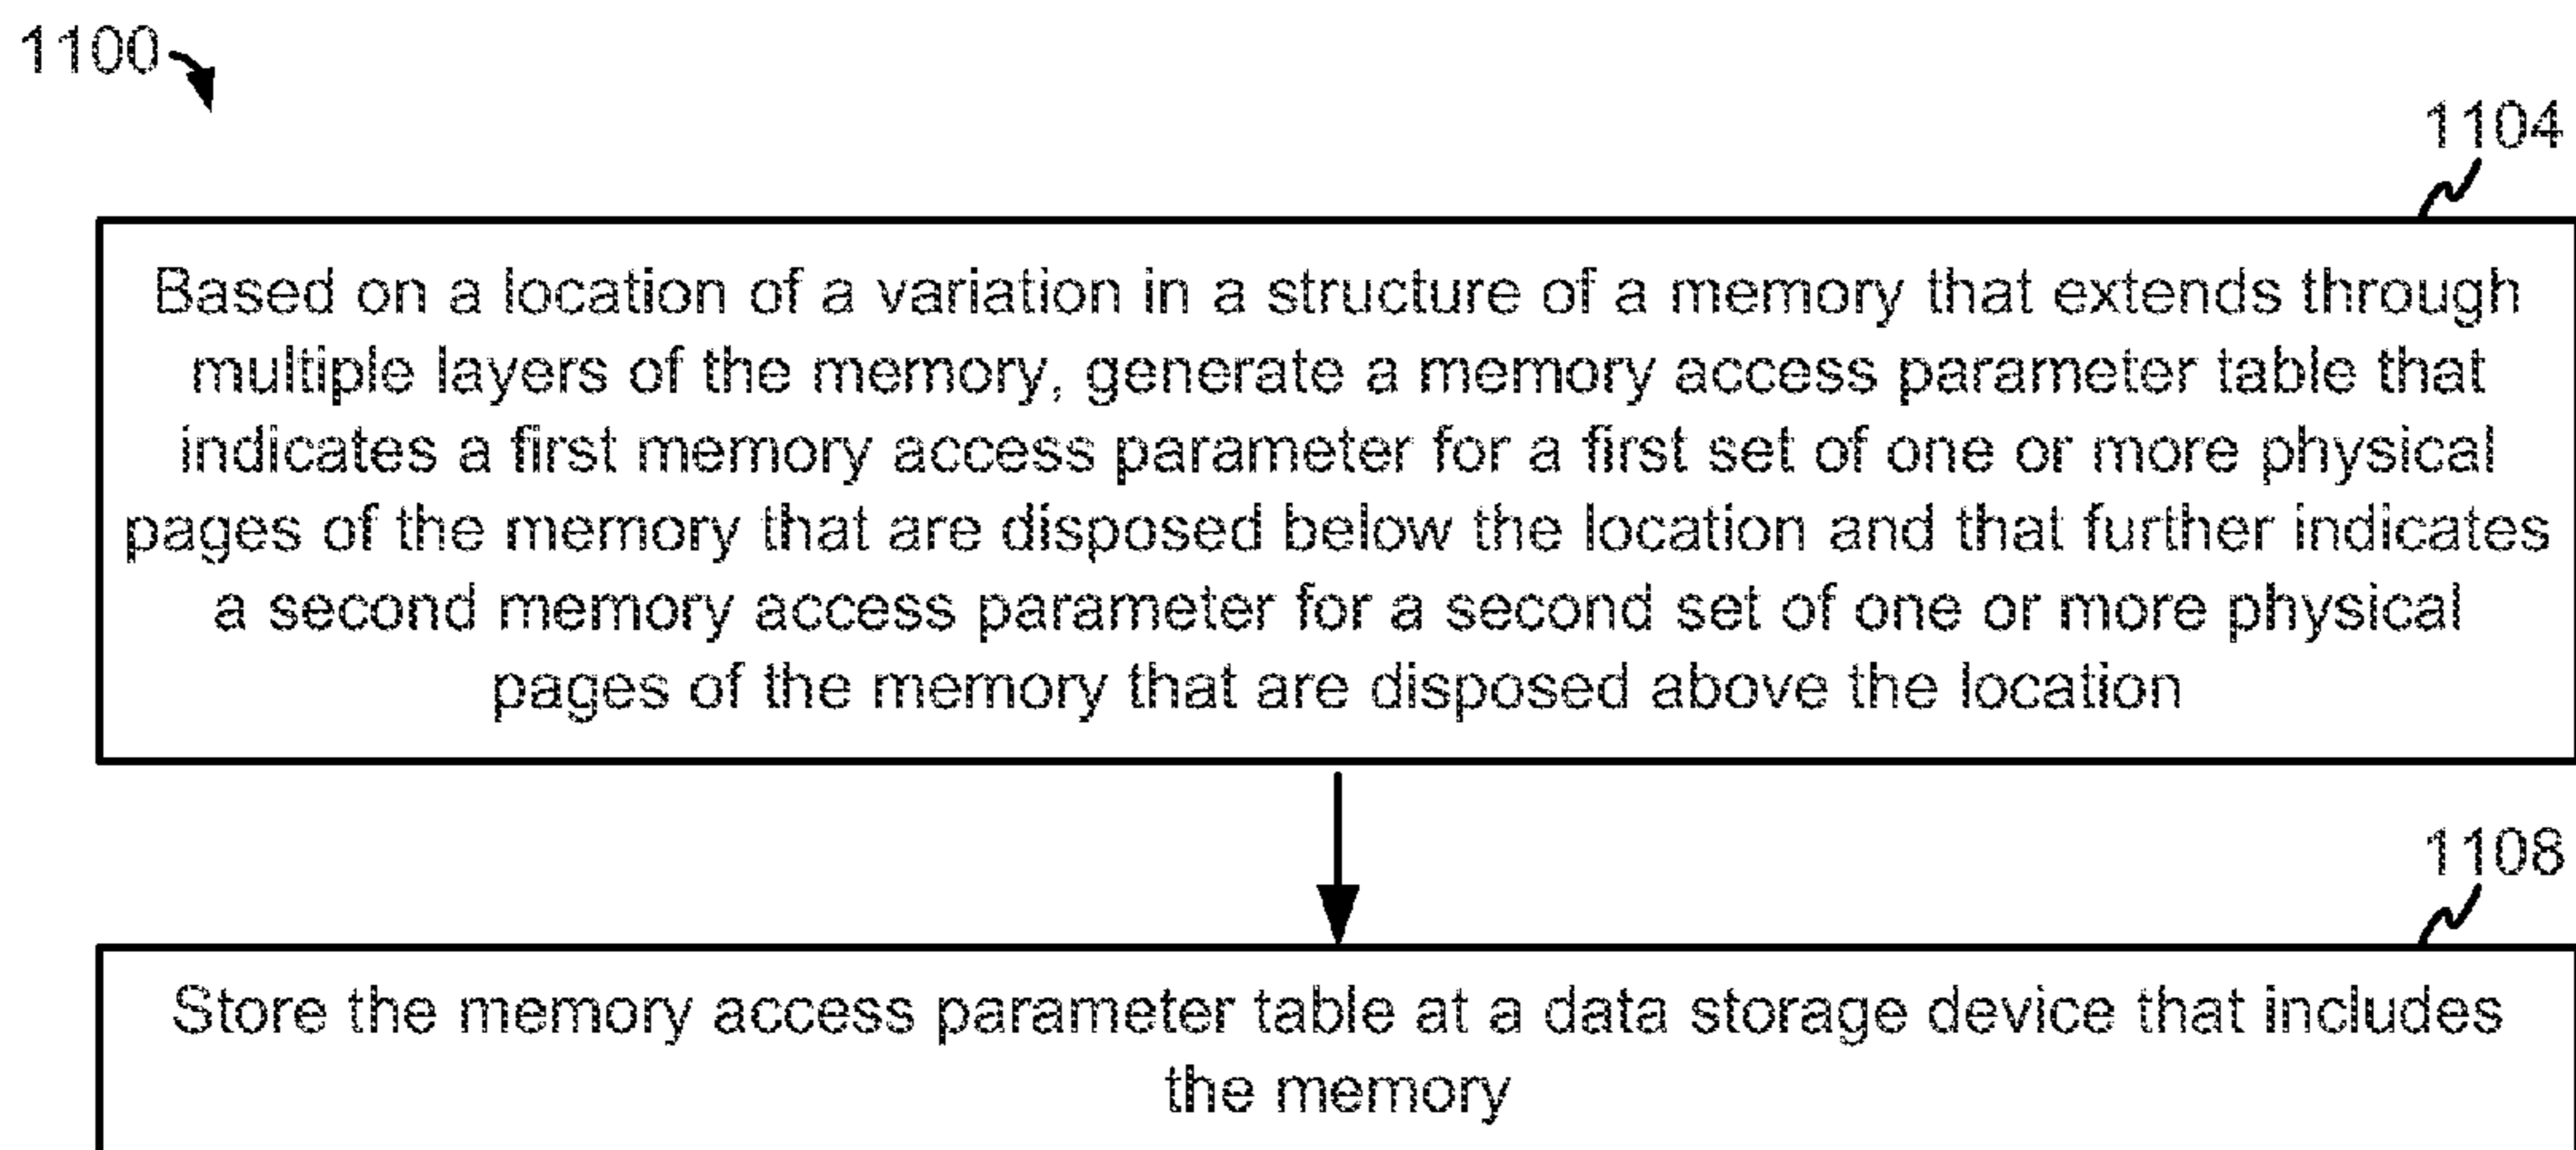 1100
1104
Based on a location of a variation in a structure of a memory that extends through
multiple layers of the memory, generate a memory access parameter table that
indicates a first memory access parameter for a first set of one or more physical
pages of the memory that are disposed below the location and that further indicates
a second memory access parameter for a second set of one or more physical
pages of the memory that are disposed above the location
1108
Store the memory access parameter table at a data storage device that includes
the memory